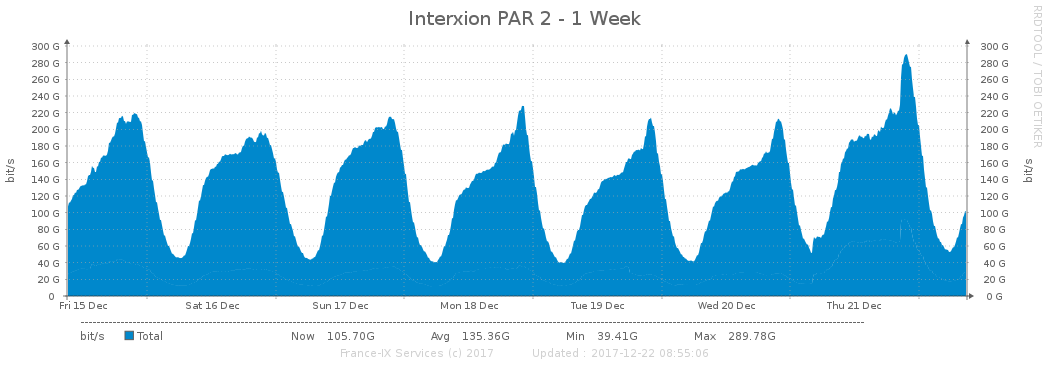 Interxion PAR 2 - 1 Week
RRDTOOL / TOBI OETIKER
bit/s
300 G
280 G
260 G
240 G
220 G
200 G
180 G
160 G
140 G
120 G
100 G
80 G
60 G
40 G
20 G
0
300 G
280 G
260 G
240 G
220 G
200 G
180 G
160 G
140 G
120 G
100 G
80 G
60 G
40 G
20 G
0 G
bit/s
Fri 15 Dec Sat 16 Dec Sun 17 Dec Mon 18 Dec Tue 19 Dec Wed 20 Dec Thu 21 Dec
bit/s Total Now 105.70G Avg 135.36G Min 39.41G Max 289.78G
France-IX Services (c) 2017 Updated : 2017-12-22 08:55:06